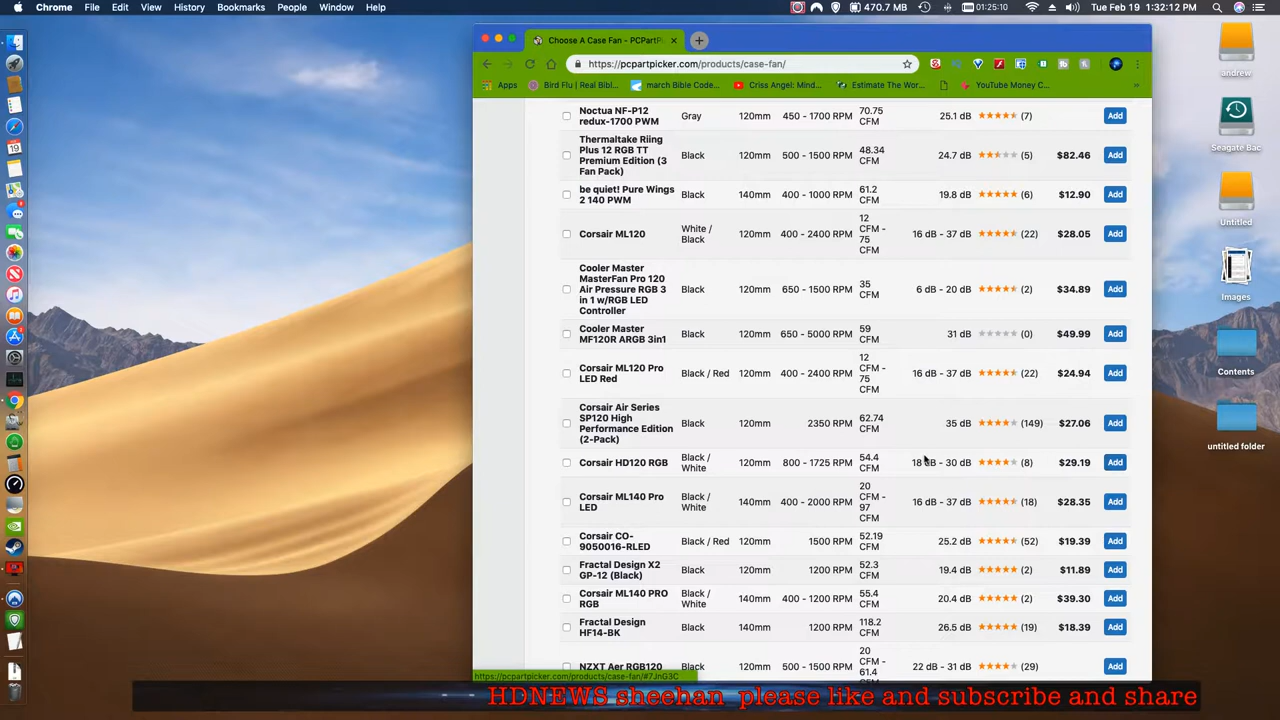 Chrome File Edit View History Bookmarks People Window Help 470.7 MB 01:25:10 Tue Feb 19 1:32:12 PM
Choose A Case Fan - PCPartPi
https://pcpartpicker.com/products/case-fan/
Apps Bird Flu | Real Bibl... march Bible Code... Criss Angel: Mind... Estimate The Wor... YouTube Money C... »
Noctua NF-P12 redux-1700 PWM Gray 120mm 450 - 1700 RPM 70.75 CFM 25.1 dB (7) Add
Thermaltake Riing Plus 12 RGB TT Premium Edition (3 Fan Pack) Black 120mm 500 - 1500 RPM 48.34 CFM 24.7 dB (5) $82.46 Add
be quiet! Pure Wings 2 140 PWM Black 140mm 400 - 1000 RPM 61.2 CFM 19.8 dB (6) $12.90 Add
Corsair ML120 White / Black 120mm 400 - 2400 RPM 12 CFM - 75 CFM 16 dB - 37 dB (22) $28.05 Add
Cooler Master MasterFan Pro 120 Air Pressure RGB 3 in 1 w/RGB LED Controller Black 120mm 650 - 1500 RPM 35 CFM 6 dB - 20 dB (2) $34.89 Add
Cooler Master MF120R ARGB 3in1 Black 120mm 650 - 5000 RPM 59 CFM 31 dB (0) $49.99 Add
Corsair ML120 Pro LED Red Black / Red 120mm 400 - 2400 RPM 12 CFM - 75 CFM 16 dB - 37 dB (22) $24.94 Add
Corsair Air Series SP120 High Performance Edition (2-Pack) Black 120mm 2350 RPM 62.74 CFM 35 dB (149) $27.06 Add
Corsair HD120 RGB Black / White 120mm 800 - 1725 RPM 54.4 CFM 18 dB - 30 dB (8) $29.19 Add
Corsair ML140 Pro LED Black / White 140mm 400 - 2000 RPM 20 CFM - 97 CFM 16 dB - 37 dB (18) $28.35 Add
Corsair CO-9050016-RLED Black / Red 120mm 1500 RPM 52.19 CFM 25.2 dB (52) $19.39 Add
Fractal Design X2 GP-12 (Black) Black 120mm 1200 RPM 52.3 CFM 19.4 dB (2) $11.89 Add
Corsair ML140 PRO RGB Black / White 140mm 400 - 1200 RPM 55.4 CFM 20.4 dB (2) $39.30 Add
Fractal Design HF14-BK Black 140mm 1200 RPM 118.2 CFM 26.5 dB (19) $18.39 Add
NZXT Aer RGB120 Black 120mm 500 - 1500 RPM 20 CFM - 61.4 22 dB - 31 dB (29) Add
https://pcpartpicker.com/products/case-fan/#7JnG3C
andrew
Seagate Bac
Untitled
Images
Contents
untitled folder
HDNEWS sheehan please like and subscribe and share